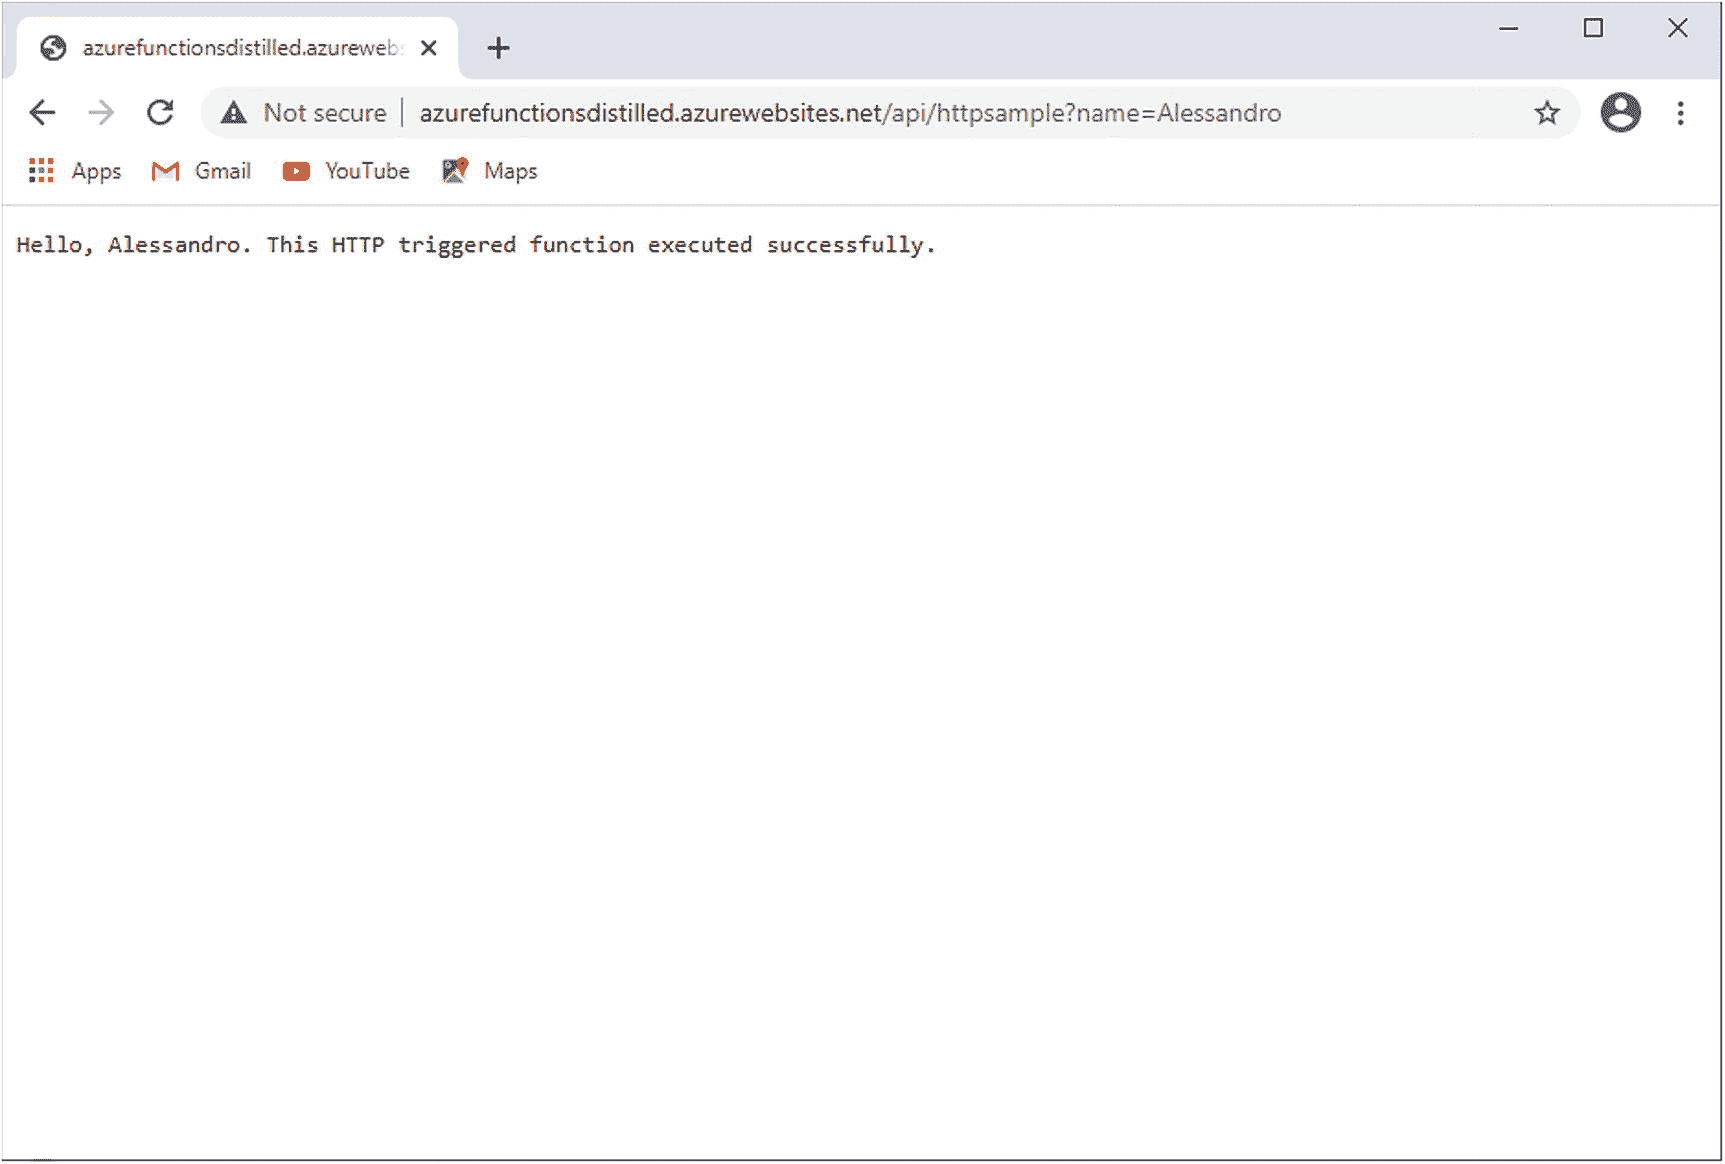 azurefunctionsdistilled.azurewebs
Not secure azurefunctionsdistilled.azurewebsites.net/api/httpsample?name=Alessandro
Apps Gmail YouTube Maps
Hello, Alessandro. This HTTP triggered function executed successfully.